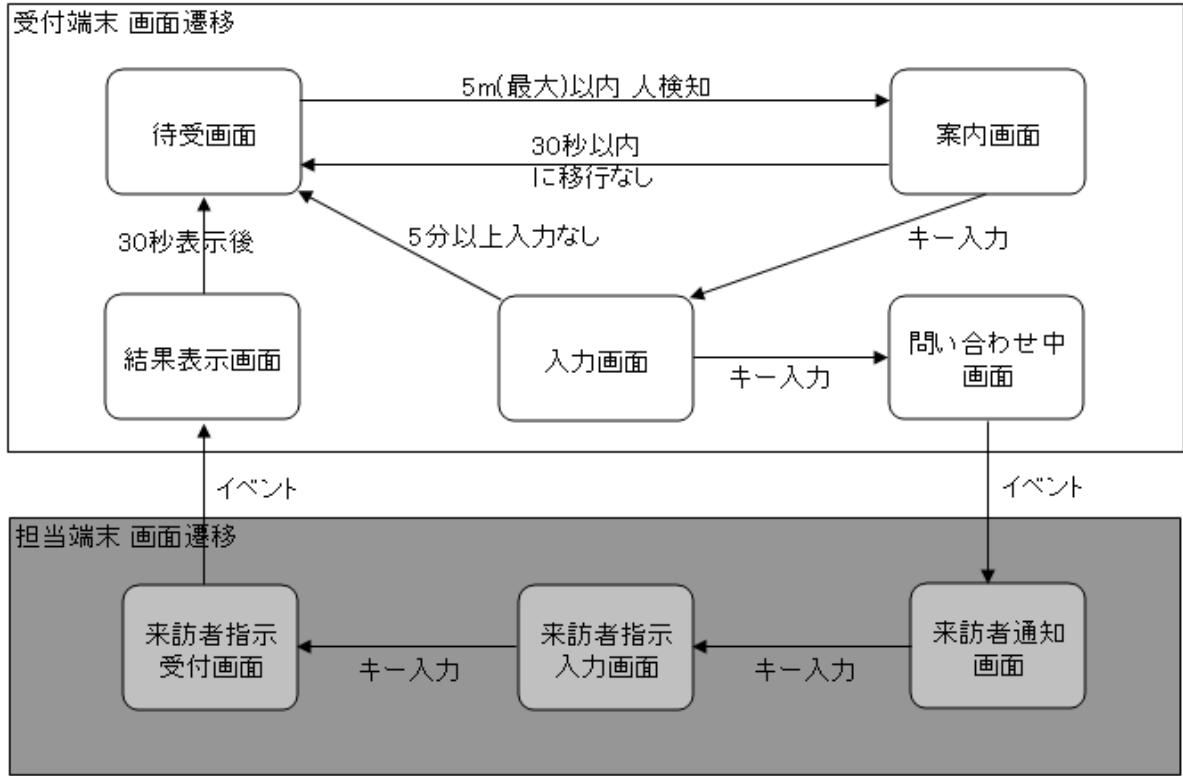 受付端末 画面遷移
5m(最大)以内 人検知
待受画面
案内画面
30秒以内
に移行なし
30秒表示後
5分以上入力なし
キー入力
結果表示画面
入力画面
キー入力
問い合わせ中
画面
イベント
イベント
担当端末 画面遷移
来訪者指示
受付画面
キー入力
来訪者指示
入力画面
キー入力
来訪者通知
画面